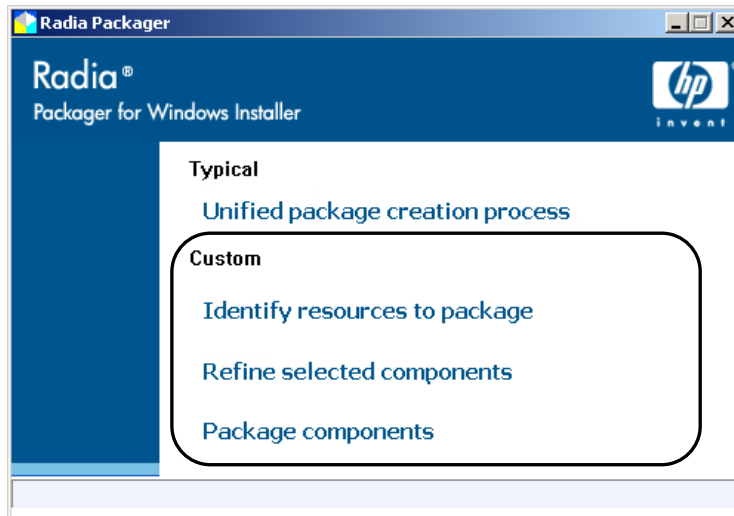 Radia Packager
Radia®
Packager for Windows Installer
hp
invent
Typical
Unified package creation process
Custom
Identify resources to package
Refine selected components
Package components